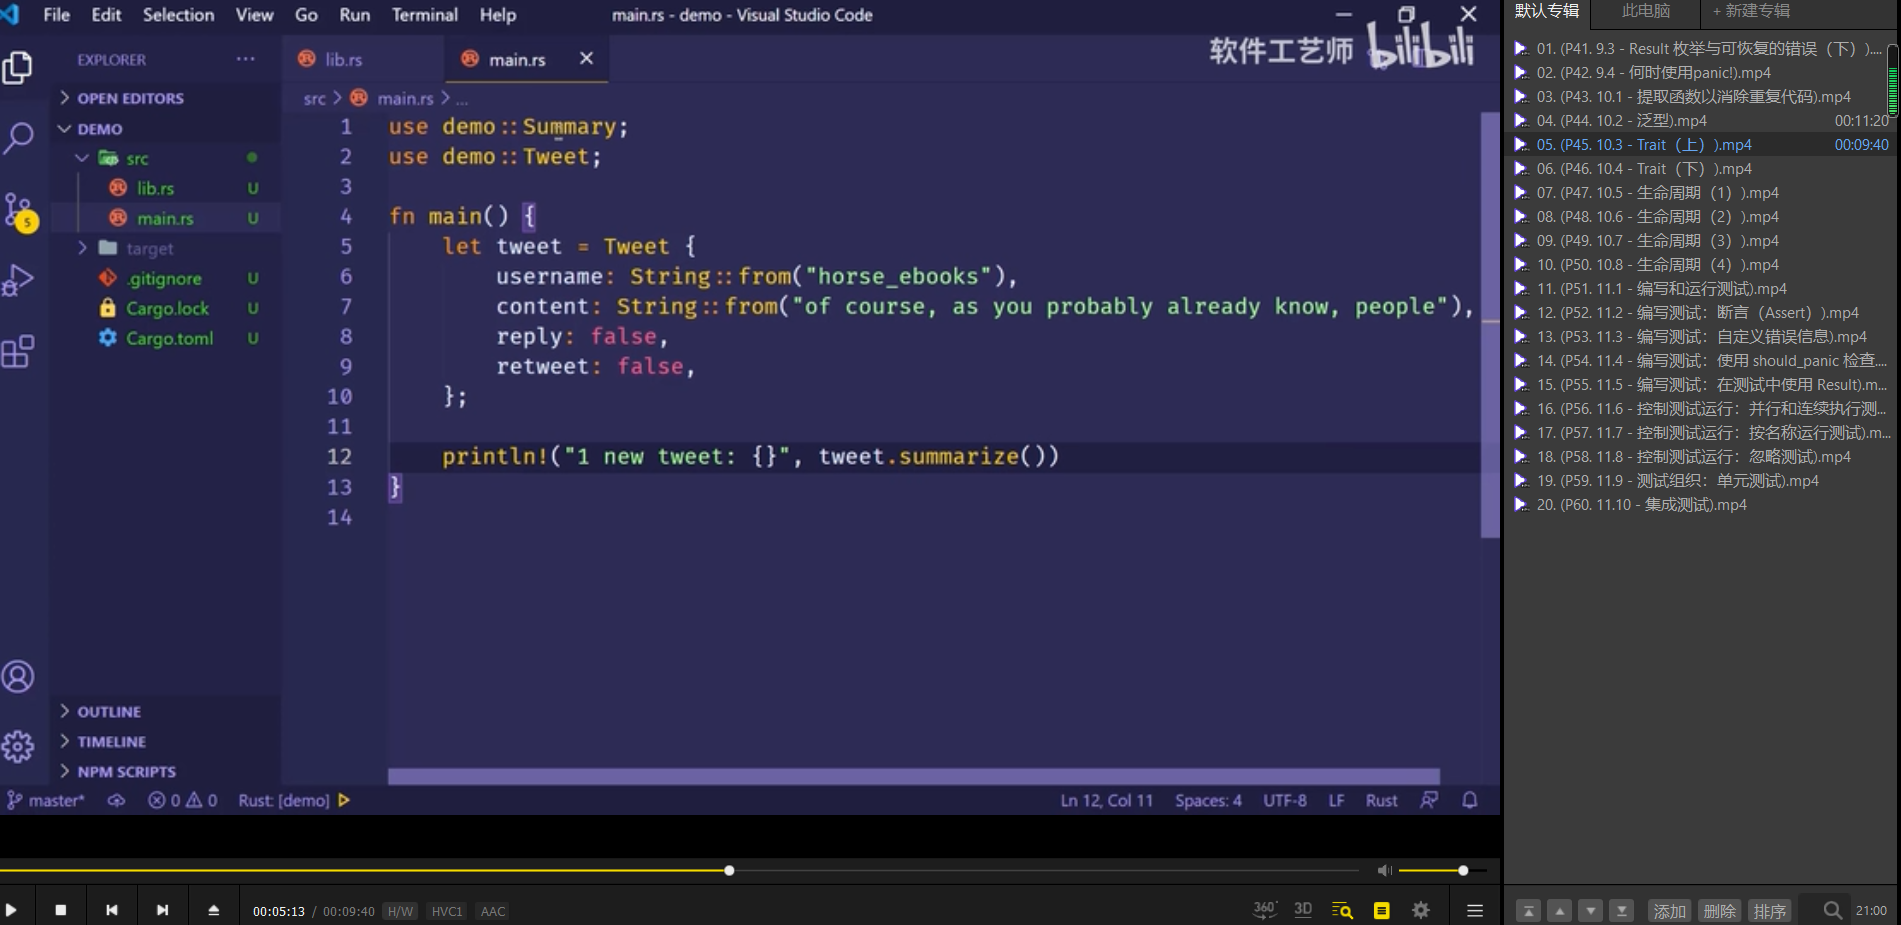 File Edit Selection View Go Run Terminal Help
main.rs - demo - Visual Studio Code
软件工艺师 bilibili
EXPLORER ···
OPEN EDITORS
DEMO
src
lib.rs U
main.rs U
target
.gitignore U
Cargo.lock U
Cargo.toml U
OUTLINE
TIMELINE
NPM SCRIPTS
5
lib.rs
main.rs
src > main.rs > ...
1 use demo::Summary;
2 use demo::Tweet;
3
4 fn main() {
5 let tweet = Tweet {
6 username: String::from("horse_ebooks"),
7 content: String::from("of course, as you probably already know, people"),
8 reply: false,
9 retweet: false,
10 };
11
12 println!("1 new tweet: {}", tweet.summarize())
13 }
14
master* 0 0 Rust: [demo]
Ln 12, Col 11 Spaces: 4 UTF-8 LF Rust
00:05:13 / 00:09:40 H/W HVC1 AAC
360° 3D
默认专辑 此电脑 + 新建专辑
01. (P41. 9.3 - Result 枚举与可恢复的错误（下）)....
02. (P42. 9.4 - 何时使用panic!).mp4
03. (P43. 10.1 - 提取函数以消除重复代码).mp4
04. (P44. 10.2 - 泛型).mp4 00:11:20
05. (P45. 10.3 - Trait（上）).mp4 00:09:40
06. (P46. 10.4 - Trait（下）).mp4
07. (P47. 10.5 - 生命周期（1）).mp4
08. (P48. 10.6 - 生命周期（2）).mp4
09. (P49. 10.7 - 生命周期（3）).mp4
10. (P50. 10.8 - 生命周期（4）).mp4
11. (P51. 11.1 - 编写和运行测试).mp4
12. (P52. 11.2 - 编写测试：断言（Assert）).mp4
13. (P53. 11.3 - 编写测试：自定义错误信息).mp4
14. (P54. 11.4 - 编写测试：使用 should_panic 检查....
15. (P55. 11.5 - 编写测试：在测试中使用 Result).m...
16. (P56. 11.6 - 控制测试运行：并行和连续执行测...
17. (P57. 11.7 - 控制测试运行：按名称运行测试).m...
18. (P58. 11.8 - 控制测试运行：忽略测试).mp4
19. (P59. 11.9 - 测试组织：单元测试).mp4
20. (P60. 11.10 - 集成测试).mp4
添加 删除 排序 21:00